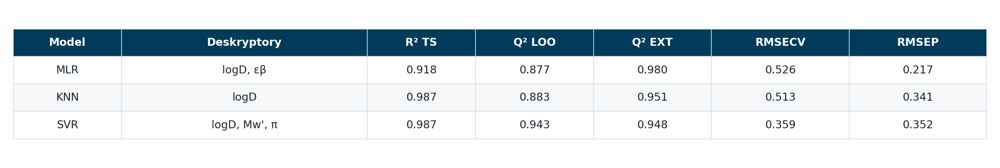 Model Deskryptory R² TS Q² LOO Q² EXT RMSECV RMSEP
MLR logD, εβ 0.918 0.877 0.980 0.526 0.217
KNN logD 0.987 0.883 0.951 0.513 0.341
SVR logD, Mw', π 0.987 0.943 0.948 0.359 0.352